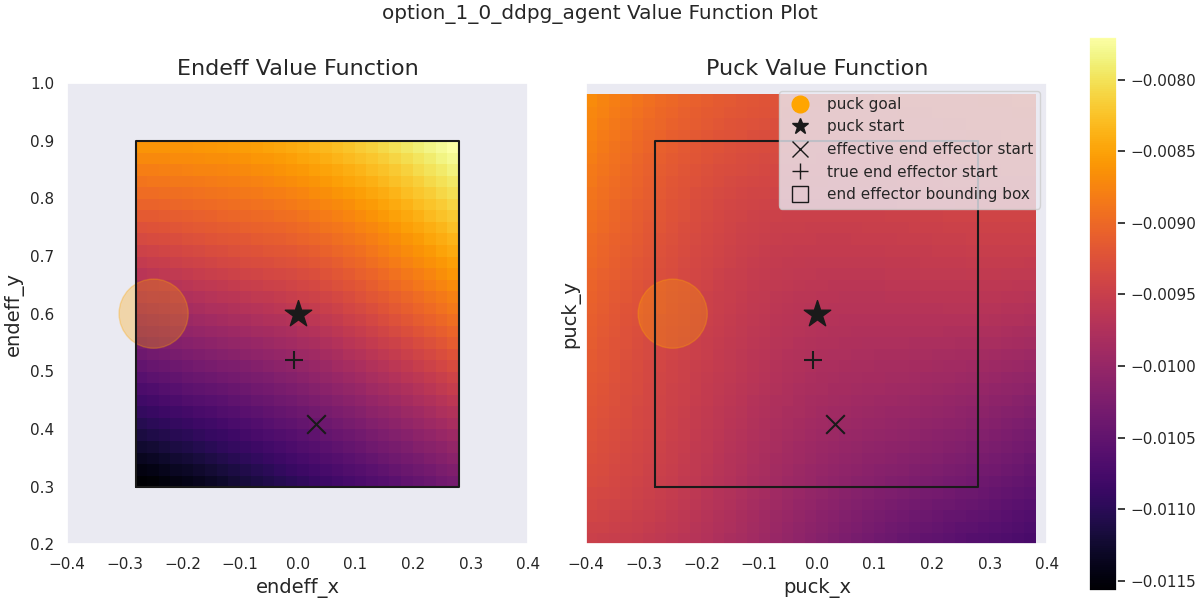 option_1_0_ddpg_agent Value Function Plot
Endeff Value Function
1.0
0.9
0.8
0.7
0.6
0.5
0.4
0.3
0.2
endeff_y
−0.4
−0.3
−0.2
−0.1
0.0
0.1
0.2
0.3
0.4
endeff_x
Puck Value Function
puck goal
puck start
effective end effector start
true end effector start
end effector bounding box
puck_y
−0.4
−0.3
−0.2
−0.1
0.0
0.1
0.2
0.3
0.4
puck_x
−0.0080
−0.0085
−0.0090
−0.0095
−0.0100
−0.0105
−0.0110
−0.0115